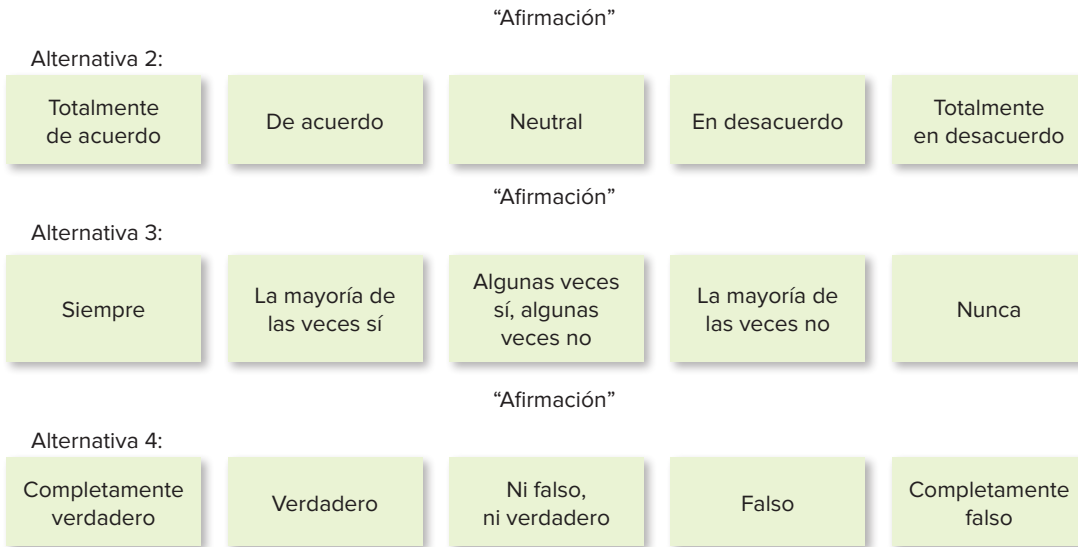 “Afirmación”
Alternativa 2:
Totalmente
de acuerdo
De acuerdo
Neutral
En desacuerdo
Totalmente
en desacuerdo
“Afirmación”
Alternativa 3:
Siempre
La mayoría de
las veces sí
Algunas veces
sí, algunas
veces no
La mayoría de
las veces no
Nunca
“Afirmación”
Alternativa 4:
Completamente
verdadero
Verdadero
Ni falso,
ni verdadero
Falso
Completamente
falso